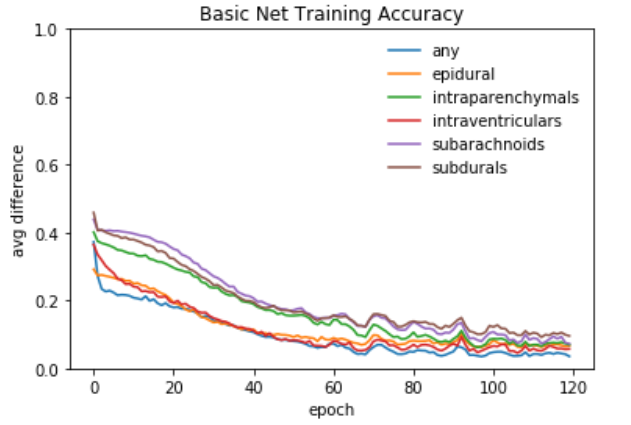 Basic Net Training Accuracy
1.0
0.8
0.6
0.4
0.2
0.0
avg difference
any
epidural
intraparenchymals
intraventriculars
subarachnoids
subdurals
0 20 40 60 80 100 120
epoch